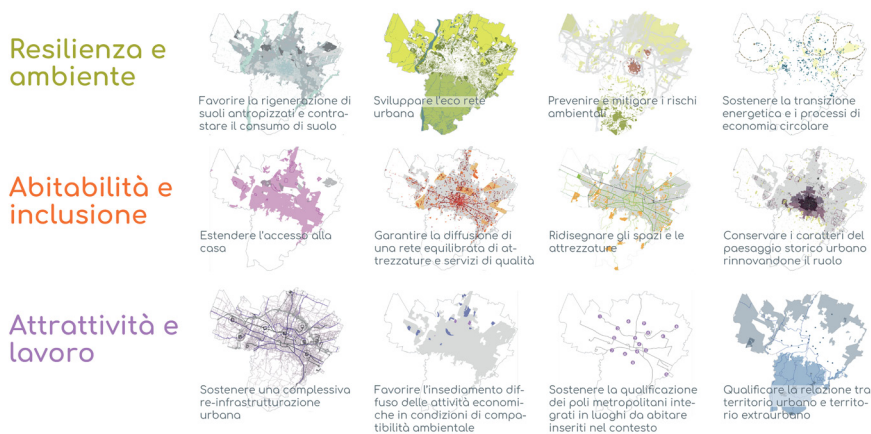 Resilienza e
ambiente
Favorire la rigenerazione di
suoli antropizzati e contra-
stare il consumo di suolo
Sviluppare l'eco rete
urbana
Prevenire e mitigare i rischi
ambientali
Sostenere la transizione
energetica e i processi di
economia circolare
Abitabilità e
inclusione
Estendere l'accesso alla
casa
Garantire la diffusione di
una rete equilibrata di at-
trezzature e servizi di qualità
Ridisegnare gli spazi e le
attrezzature
Conservare i caratteri del
paesaggio storico urbano
rinnovandone il ruolo
Attrattività e
lavoro
Sostenere una complessiva
re-infrastrutturazione
urbana
Favorire l'insediamento dif-
fuso delle attività economi-
che in condizioni di compa-
tibilità ambientale
Sostenere la qualificazione
dei poli metropolitani inte-
grati in luoghi da abitare
inseriti nel contesto
Qualificare la relazione tra
territorio urbano e territo-
rio extraurbano